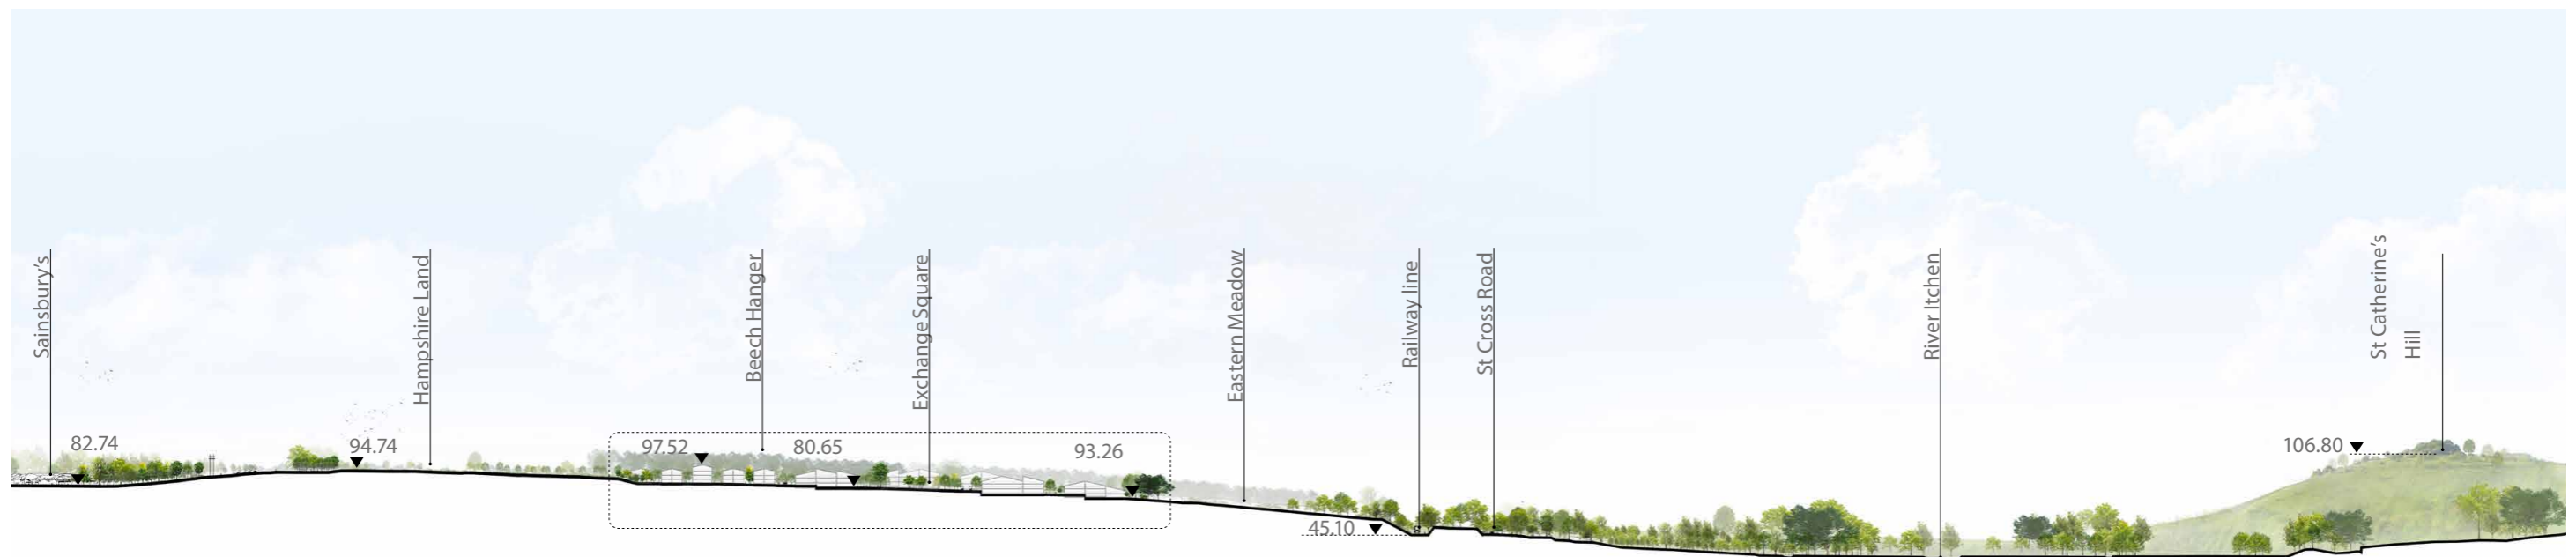 Sainsbury's
82.74
Hampshire Land
94.74
Beech Hanger
97.52
80.65
Exchange Square
93.26
Eastern Meadow
45.10
Railway line
St Cross Road
River Itchen
St Catherine's
Hill
106.80